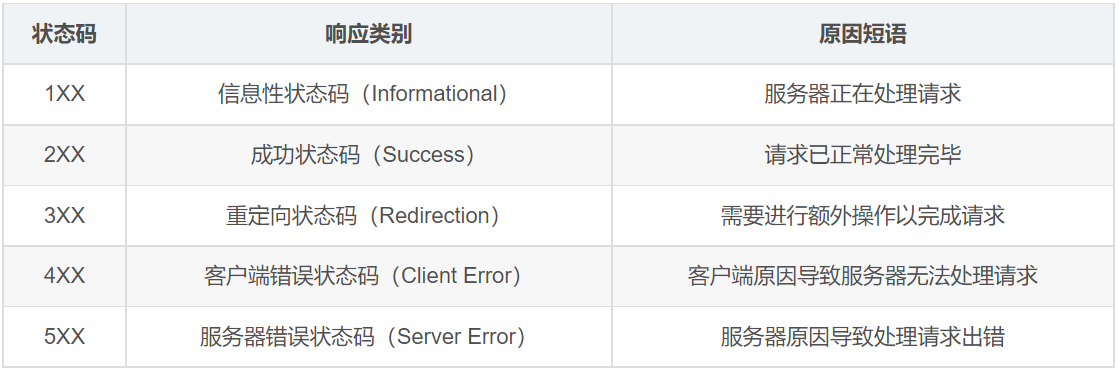 状态码 响应类别 原因短语
1XX 信息性状态码（Informational） 服务器正在处理请求
2XX 成功状态码（Success） 请求已正常处理完毕
3XX 重定向状态码（Redirection） 需要进行额外操作以完成请求
4XX 客户端错误状态码（Client Error） 客户端原因导致服务器无法处理请求
5XX 服务器错误状态码（Server Error） 服务器原因导致处理请求出错